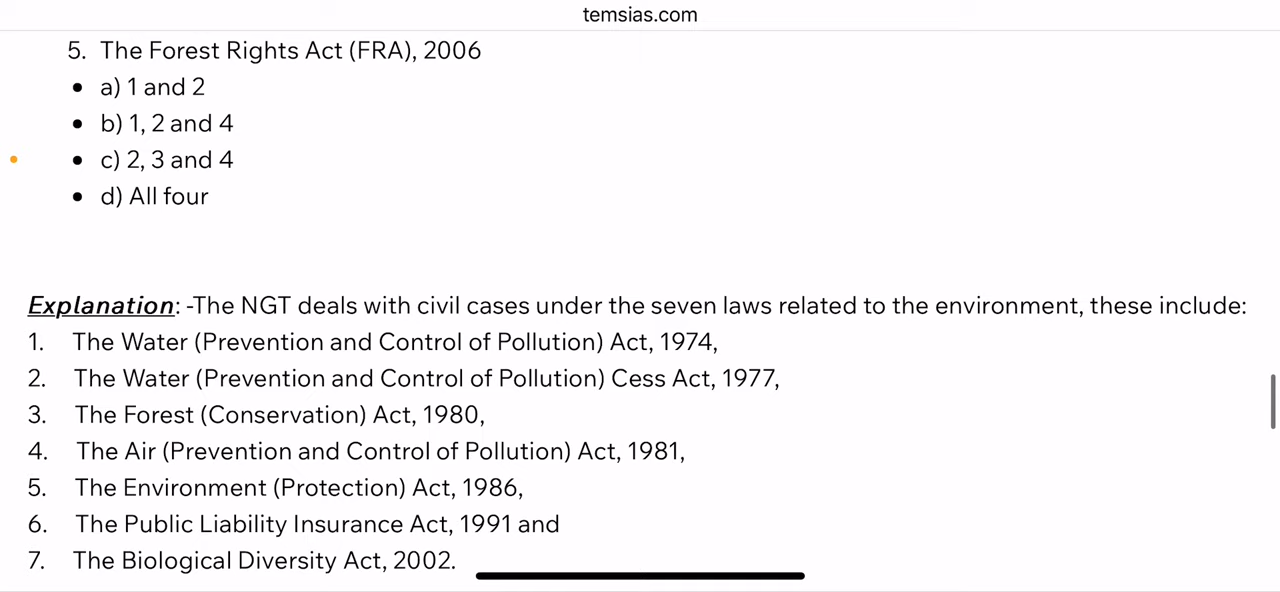 temsias.com
5. The Forest Rights Act (FRA), 2006
• a) 1 and 2
• b) 1, 2 and 4
• c) 2, 3 and 4
• d) All four
Explanation: -The NGT deals with civil cases under the seven laws related to the environment, these include:
1. The Water (Prevention and Control of Pollution) Act, 1974,
2. The Water (Prevention and Control of Pollution) Cess Act, 1977,
3. The Forest (Conservation) Act, 1980,
4. The Air (Prevention and Control of Pollution) Act, 1981,
5. The Environment (Protection) Act, 1986,
6. The Public Liability Insurance Act, 1991 and
7. The Biological Diversity Act, 2002.